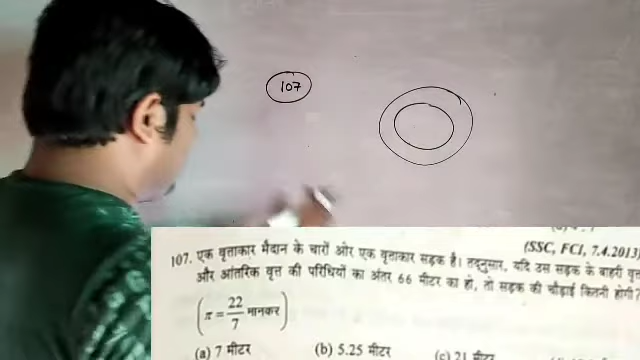 107
(SSC, FCI, 7.4.2013)
107. एक वृत्ताकार मैदान के चारों ओर एक वृत्ताकार सड़क है। तद्नुसार, यदि उस सड़क के बाहरी वृत्त
और आंतरिक वृत्त की परिधियों का अंतर 66 मीटर का हो, तो सड़क की चौड़ाई कितनी होगी?
(π = 22/7 मानकर)
(a) 7 मीटर (b) 5.25 मीटर (c) 21 मीटर